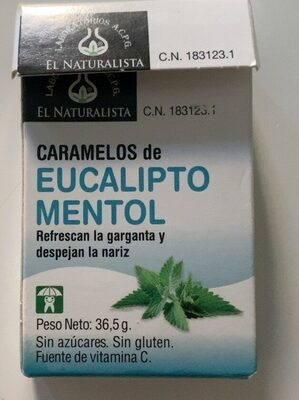 LABORATORIOS A.C.P.G.
EL NATURALISTA
C.N. 183123.1
EL NATURALISTA
C.N. 183123.1
CARAMELOS de
EUCALIPTO
MENTOL
Refrescan la garganta y
despejan la nariz
Peso Neto: 36,5 g.
Sin azúcares. Sin gluten.
Fuente de vitamina C.